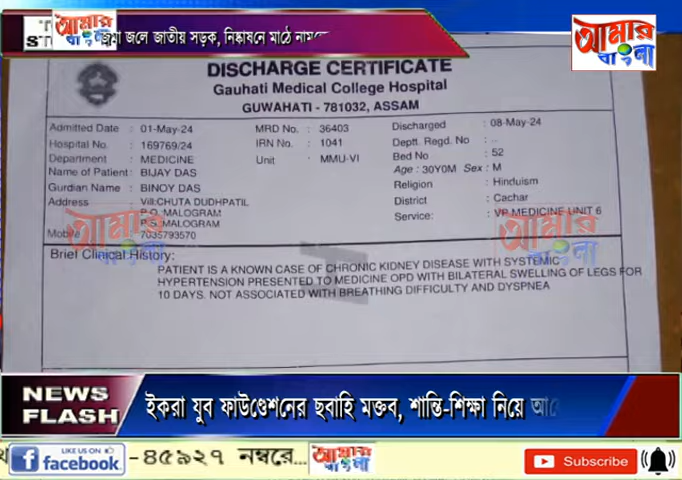 আমার
বাংলা
জমা জলে জাতীয় সড়ক, নিষ্কাষনে মাঠে
আমার
বাংলা
DISCHARGE CERTIFICATE
Gauhati Medical College Hospital
GUWAHATI - 781032, ASSAM
Admitted Date : 01-May-24 MRD No. : 36403 Discharged : 08-May-24
Hospital No. : 169769/24 IRN No. : 1041 Deptt. Regd No : ..
Department : MEDICINE Unit : MMU-VI Bed No : 52
Name of Patient : BIJAY DAS Age : 30Y0M Sex : M
Gurdian Name : BINOY DAS Religion : Hinduism
Address : Vill:CHUTA DUDHPATIL District : Cachar
P.O. MALOGRAM Service: : VP MEDICINE UNIT 6
P.S. MALOGRAM
Mobile : 7035793570
আমার
বাংলা
আমার
বাংলা
Brief Clinical History:
PATIENT IS A KNOWN CASE OF CHRONIC KIDNEY DISEASE WITH SYSTEMIC
HYPERTENSION PRESENTED TO MEDICINE OPD WITH BILATERAL SWELLING OF LEGS FOR
10 DAYS. NOT ASSOCIATED WITH BREATHING DIFFICULTY AND DYSPNEA
NEWS
FLASH
ইকরা যুব ফাউণ্ডেশনের ছবাহি মক্তব, শান্তি-শিক্ষা নিয়ে
LIKE US ON
facebook
-৪৫৯২৭ নম্বরে...
আমার
বাংলা
Subscribe